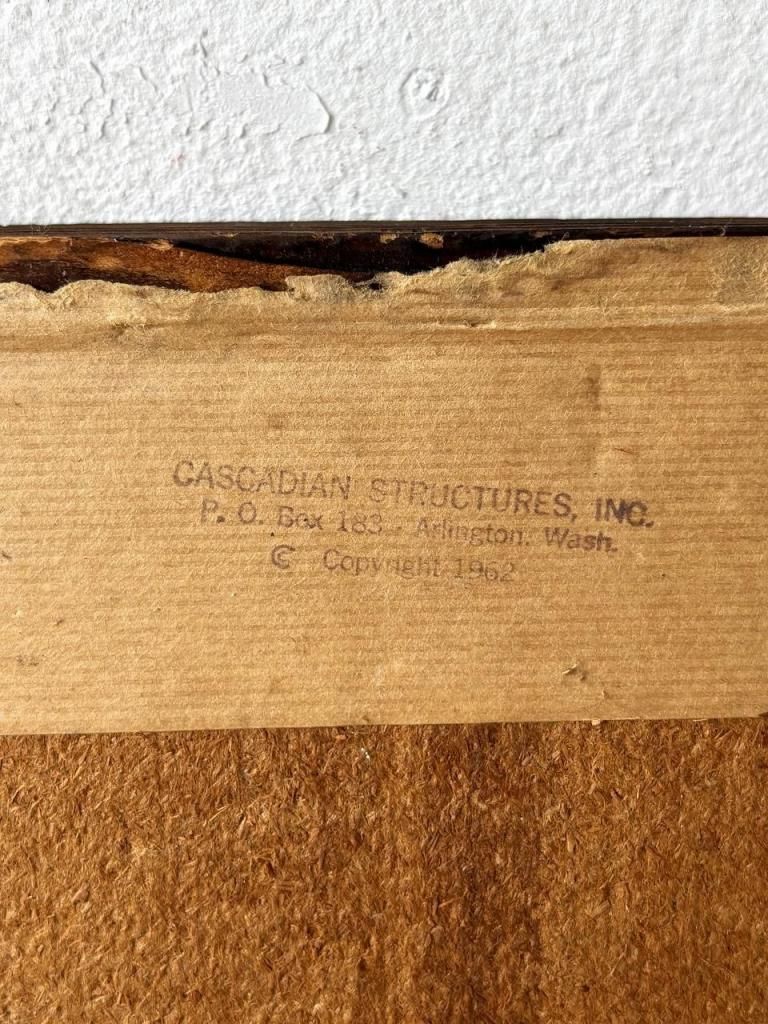 CASCADIAN STRUCTURES, INC.
P. O. Box 183 - Arlington, Wash.
© Copyright 1962